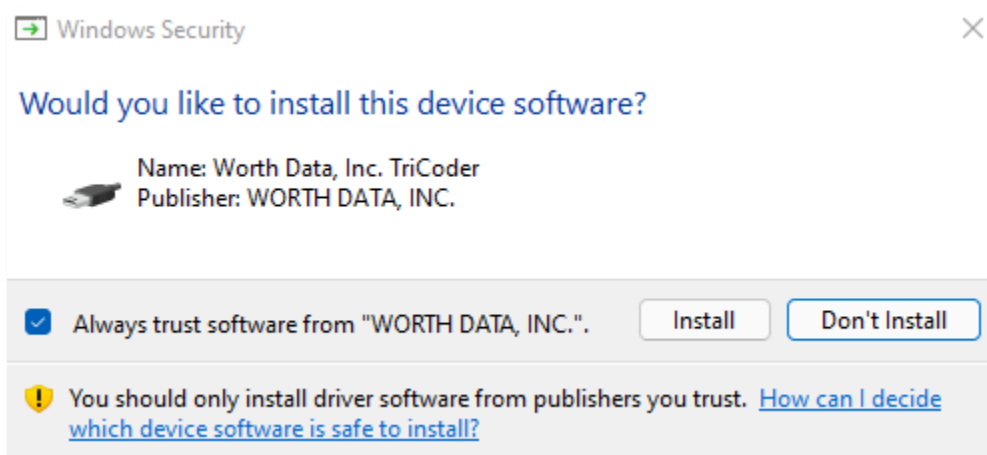 Windows Security
Would you like to install this device software?
Name: Worth Data, Inc. TriCoder
Publisher: WORTH DATA, INC.
Always trust software from "WORTH DATA, INC.".
Install
Don't Install
You should only install driver software from publishers you trust. How can I decide
which device software is safe to install?